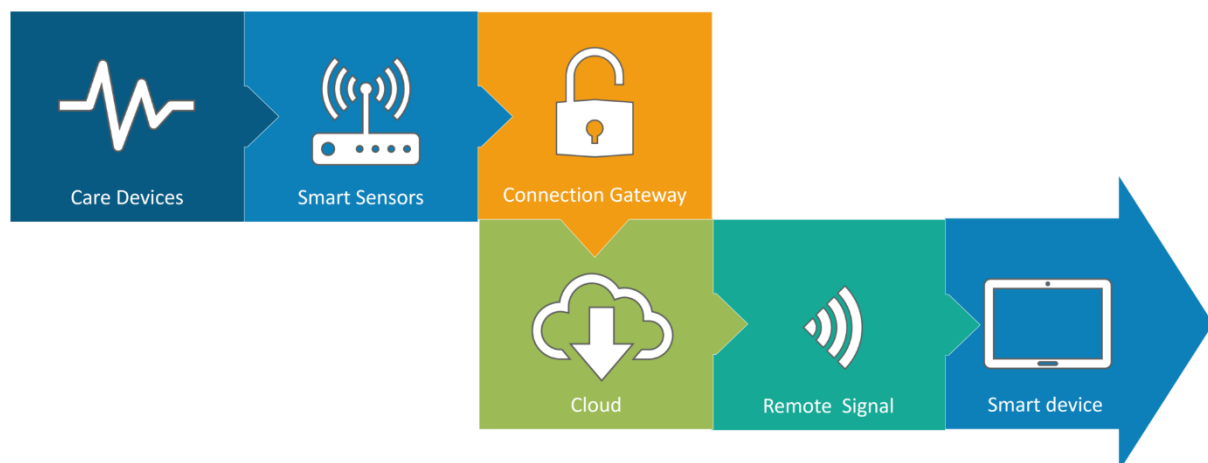 Care Devices
Smart Sensors
Connection Gateway
Cloud
Remote  Signal
Smart device